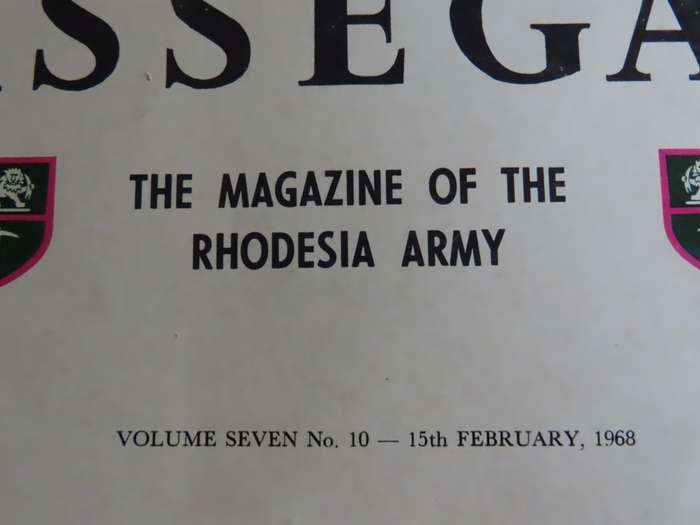 SSEGA
THE MAGAZINE OF THE
RHODESIA ARMY
VOLUME SEVEN No. 10 — 15th FEBRUARY, 1968